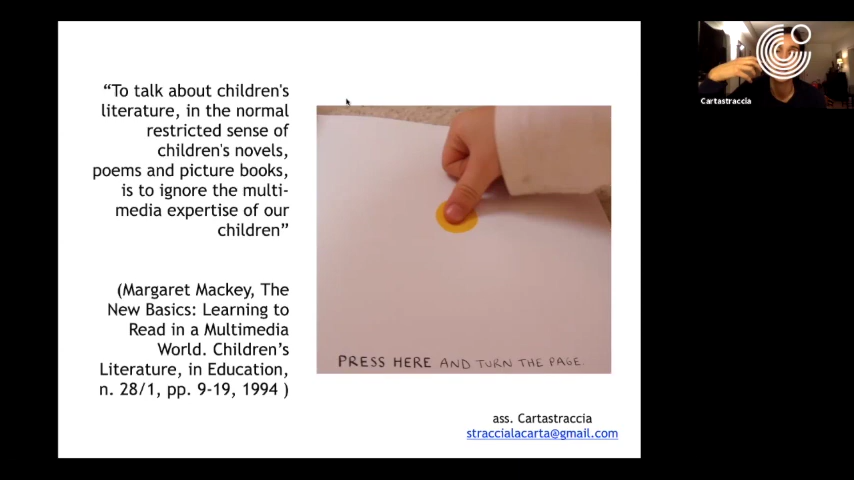 “To talk about children's
literature, in the normal
restricted sense of
children's novels,
poems and picture books,
is to ignore the multi-
media expertise of our
children”
(Margaret Mackey, The
New Basics: Learning to
Read in a Multimedia
World. Children’s
Literature, in Education,
n. 28/1, pp. 9-19, 1994 )
PRESS HERE AND TURN THE PAGE.
ass. Cartastraccia
straccialacarta@gmail.com
Cartastraccia